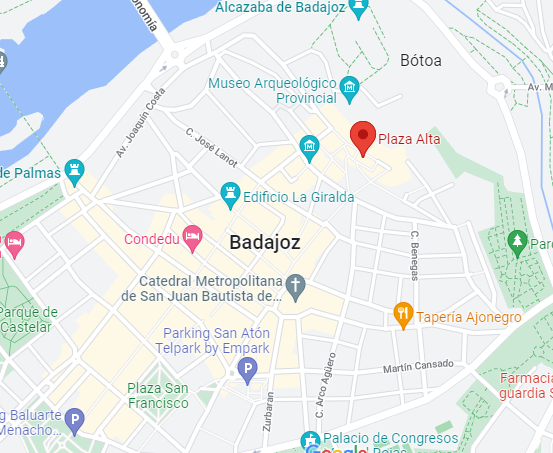 Alcazaba de Badajoz
onomía
Bótoa
Museo Arqueológico
Provincial
Av. M
Av. Joaquín Costa
Plaza Alta
C. José Lanot
de Palmas
Edificio La Giralda
Condedu
Badajoz
C. Benegas
Par
Catedral Metropolitana
de San Juan Bautista de...
Parque de
Castelar
Tapería Ajonegro
Parking San Atón
Telpark by Empark
Martín Cansado
C. Arco Agüero
Plaza San
Francisco
Farmacia
guardia S
Zurbaran
g Baluarte
Menacho...
Palacio de Congresos
Google
Rojas